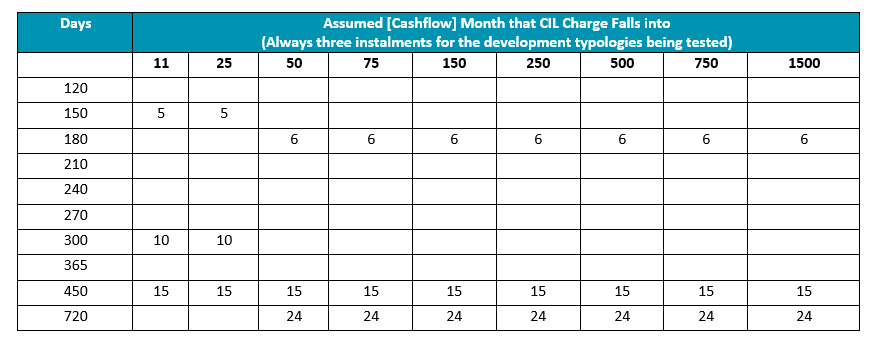 Days Assumed [Cashflow] Month that CIL Charge Falls into
(Always three instalments for the development typologies being tested)
11 25 50 75 150 250 500 750 1500
120
150 5 5
180 6 6 6 6 6 6 6
210
240
270
300 10 10
365
450 15 15 15 15 15 15 15 15 15
720 24 24 24 24 24 24 24